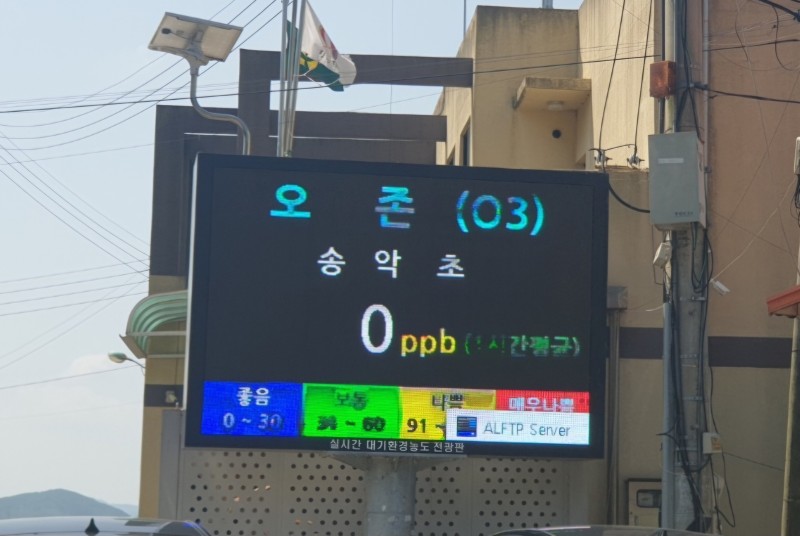 오 존 (O3)
송 악 초
0 ppb (1시간평균)
좋음 보통 나쁨 매우나쁨
0 ~ 30 31 ~ 60 91 ~ ALFTP Server
실시간 대기환경농도 전광판